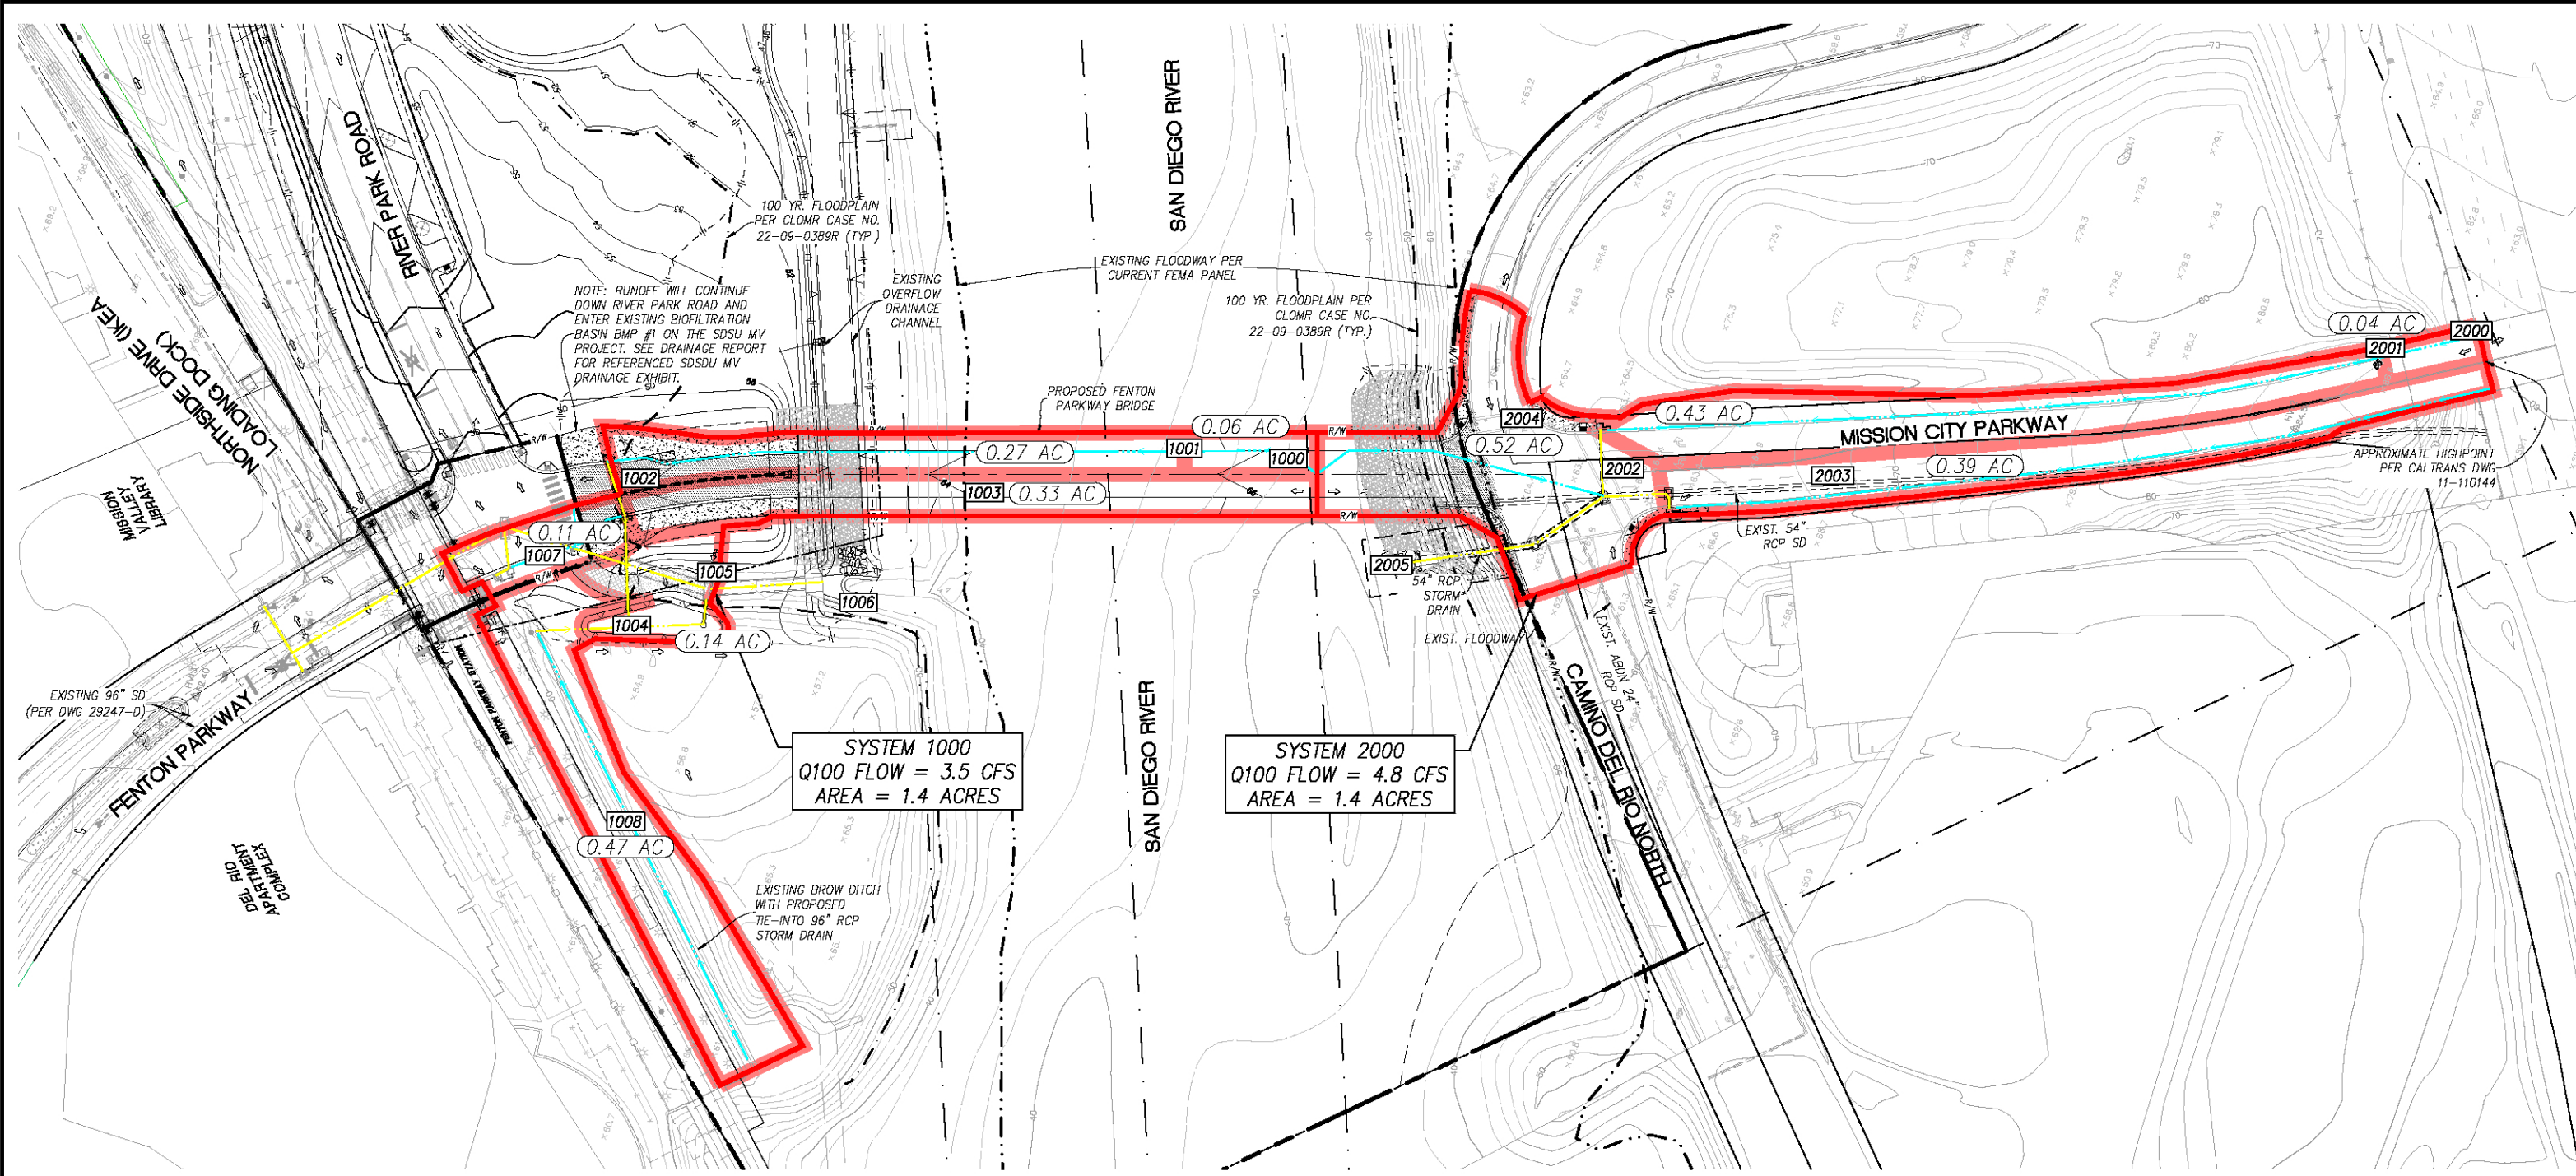 RIVER PARK ROAD
NORTHSIDE DRIVE (IKEA
LOADING DOCK)
MISSION
VALLEY
LIBRARY
100 YR. FLOODPLAIN
PER CLOMR CASE NO.
22-09-0389R (TYP.)
NOTE: RUNOFF WILL CONTINUE
DOWN RIVER PARK ROAD AND
ENTER EXISTING BIOFILTRATION
BASIN BMP #1 ON THE SDSU MV
PROJECT. SEE DRAINAGE REPORT
FOR REFERENCED SDSDU MV
DRAINAGE EXHIBIT.
EXISTING
OVERFLOW
DRAINAGE
CHANNEL
SAN DIEGO RIVER
EXISTING FLOODWAY PER
CURRENT FEMA PANEL
100 YR. FLOODPLAIN PER
CLOMR CASE NO.
22-09-0389R (TYP.)
PROPOSED FENTON
PARKWAY BRIDGE
0.06 AC
0.27 AC
1001
1000
1002
1003
0.33 AC
0.11 AC
1007
1005
1006
1004
0.14 AC
1008
0.47 AC
R/W
R/W
R/W
R/W
R/W
R/W
R/W
R/W
0.04 AC
2000
2001
0.43 AC
2004
0.52 AC
MISSION CITY PARKWAY
2002
2003
0.39 AC
APPROXIMATE HIGHPOINT
PER CALTRANS DWG
11-110144
EXIST. 54"
RCP SD
2005
54" RCP
STORM
DRAIN
EXIST. FLOODWAY
EXIST. ABDN 24"
RCP SD
CAMINO DEL RIO NORTH
EXISTING 96" SD
(PER DWG 29247-D)
FENTON PARKWAY
FENTON PARKWAY STATION
DEL RIO
APARTMENT
COMPLEX
SYSTEM 1000
Q100 FLOW = 3.5 CFS
AREA = 1.4 ACRES
SYSTEM 2000
Q100 FLOW = 4.8 CFS
AREA = 1.4 ACRES
SAN DIEGO RIVER
EXISTING BROW DITCH
WITH PROPOSED
TIE-INTO 96" RCP
STORM DRAIN